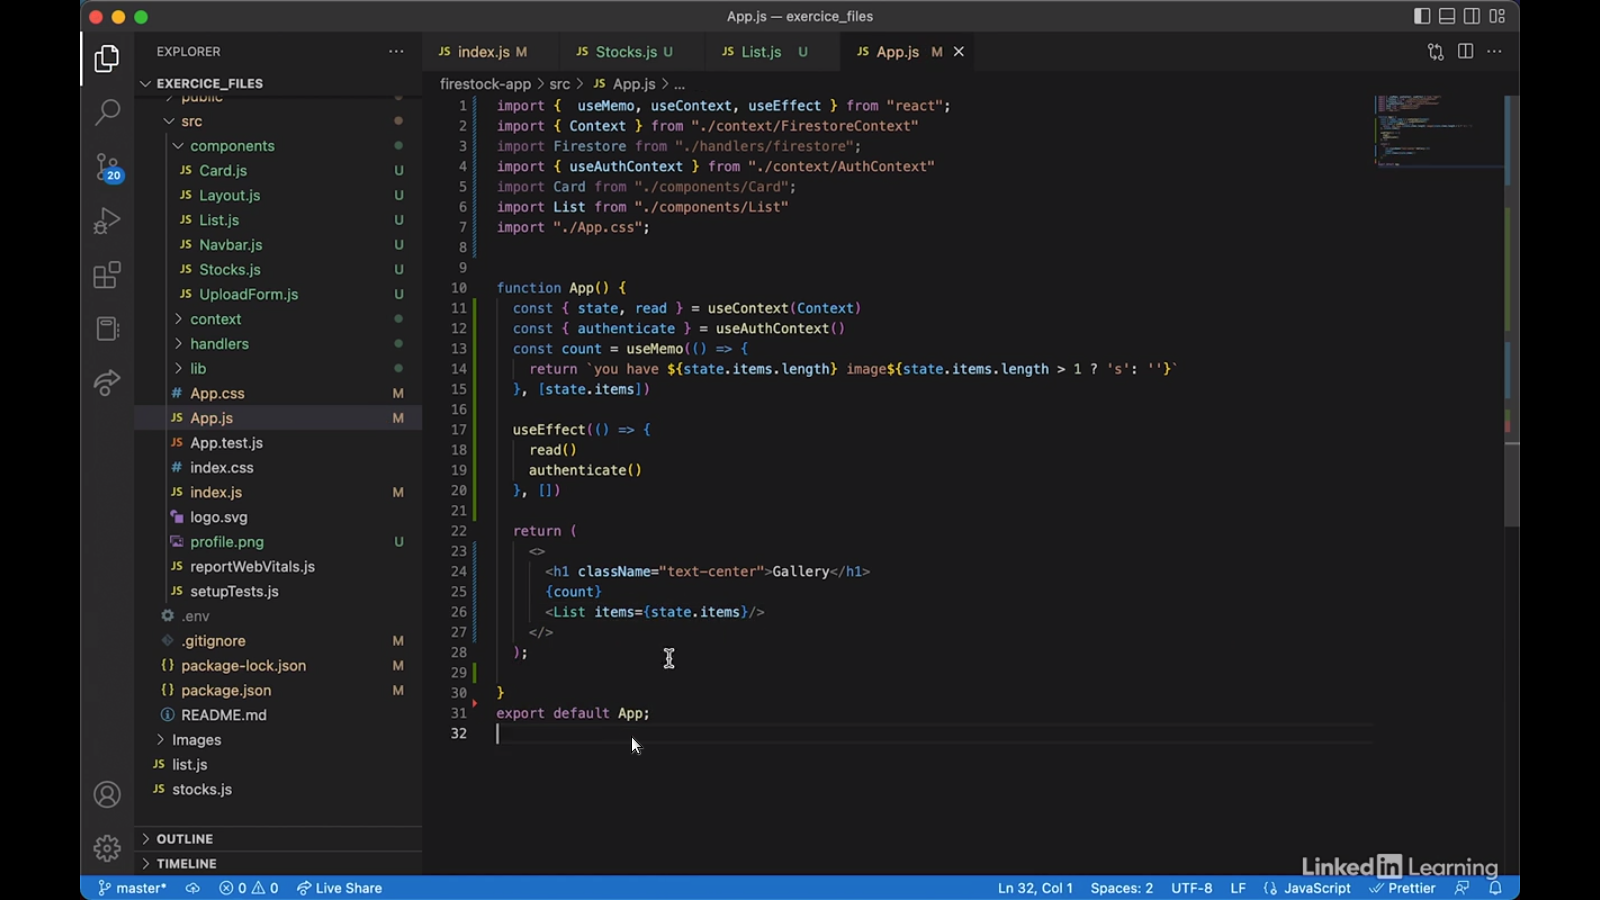 App.js — exercice_files
EXPLORER
EXERCICE_FILES
public
src
components
JS Card.js U
JS Layout.js U
JS List.js U
JS Navbar.js U
JS Stocks.js U
JS UploadForm.js U
context
handlers
lib
# App.css M
JS App.js M
JS App.test.js
# index.css
JS index.js M
logo.svg
profile.png U
JS reportWebVitals.js
JS setupTests.js
.env
.gitignore M
{} package-lock.json M
{} package.json M
README.md
Images
JS list.js
JS stocks.js
OUTLINE
TIMELINE
20
JS index.js M JS Stocks.js U JS List.js U JS App.js M
firestock-app > src > JS App.js > ...
1 import {  useMemo, useContext, useEffect } from "react";
2 import { Context } from "./context/FirestoreContext"
3 import Firestore from "./handlers/firestore";
4 import { useAuthContext } from "./context/AuthContext"
5 import Card from "./components/Card";
6 import List from "./components/List"
7 import "./App.css";
8
9
10 function App() {
11 const { state, read } = useContext(Context)
12 const { authenticate } = useAuthContext()
13 const count = useMemo(() => {
14 return `you have ${state.items.length} image${state.items.length > 1 ? 's': ''}`
15 }, [state.items])
16
17 useEffect(() => {
18 read()
19 authenticate()
20 }, [])
21
22 return (
23 <>
24 <h1 className="text-center">Gallery</h1>
25 {count}
26 <List items={state.items}/>
27 </>
28 );
29
30 }
31 export default App;
32
LinkedIn Learning
master* 0 0 Live Share Ln 32, Col 1 Spaces: 2 UTF-8 LF {} JavaScript Prettier